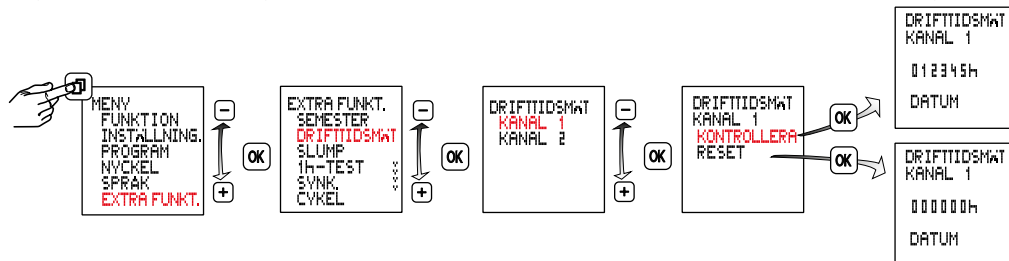 MENY
FUNKTION
INSTÄLLNING.
PROGRAM
NYCKEL
SPRAK
EXTRA FUNKT.
OK
EXTRA FUNKT.
SEMESTER
DRIFTTIDSMÄT
SLUMP
1h-TEST
SYNK.
CYKEL
OK
DRIFTTIDSMÄT
KANAL 1
KANAL 2
OK
DRIFTTIDSMÄT
KANAL 1
KONTROLLERA
RESET
OK
OK
DRIFTTIDSMÄT
KANAL 1
012345h
DATUM
DRIFTTIDSMÄT
KANAL 1
000000h
DATUM